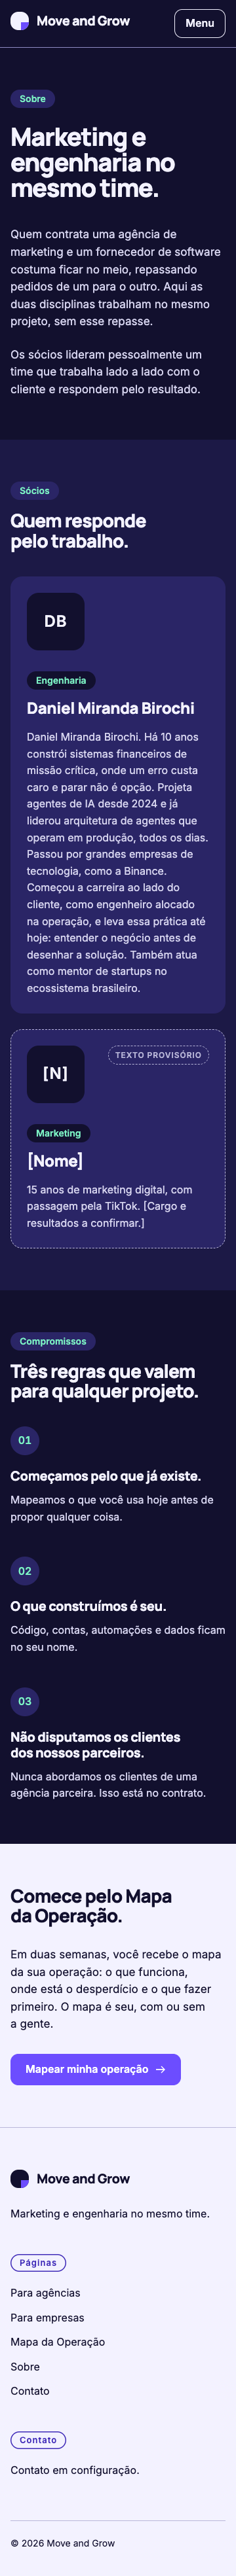 Move and Grow
Menu
Sobre
Marketing e
engenharia no
mesmo time.
Quem contrata uma agência de
marketing e um fornecedor de software
costuma ficar no meio, repassando
pedidos de um para o outro. Aqui as
duas disciplinas trabalham no mesmo
projeto, sem esse repasse.
Os sócios lideram pessoalmente um
time que trabalha lado a lado com o
cliente e respondem pelo resultado.
Sócios
Quem responde
pelo trabalho.
DB
Engenharia
Daniel Miranda Birochi
Daniel Miranda Birochi. Há 10 anos
constrói sistemas financeiros de
missão crítica, onde um erro custa
caro e parar não é opção. Projeta
agentes de IA desde 2024 e já
liderou arquitetura de agentes que
operam em produção, todos os dias.
Passou por grandes empresas de
tecnologia, como a Binance.
Começou a carreira ao lado do
cliente, como engenheiro alocado
na operação, e leva essa prática até
hoje: entender o negócio antes de
desenhar a solução. Também atua
como mentor de startups no
ecossistema brasileiro.
[N]
TEXTO PROVISÓRIO
Marketing
[Nome]
15 anos de marketing digital, com
passagem pela TikTok. [Cargo e
resultados a confirmar.]
Compromissos
Três regras que valem
para qualquer projeto.
01
Começamos pelo que já existe.
Mapeamos o que você usa hoje antes de
propor qualquer coisa.
02
O que construímos é seu.
Código, contas, automações e dados ficam
no seu nome.
03
Não disputamos os clientes
dos nossos parceiros.
Nunca abordamos os clientes de uma
agência parceira. Isso está no contrato.
Comece pelo Mapa
da Operação.
Em duas semanas, você recebe o mapa
da sua operação: o que funciona,
onde está o desperdício e o que fazer
primeiro. O mapa é seu, com ou sem
a gente.
Mapear minha operação →
Move and Grow
Marketing e engenharia no mesmo time.
Páginas
Para agências
Para empresas
Mapa da Operação
Sobre
Contato
Contato
Contato em configuração.
© 2026 Move and Grow